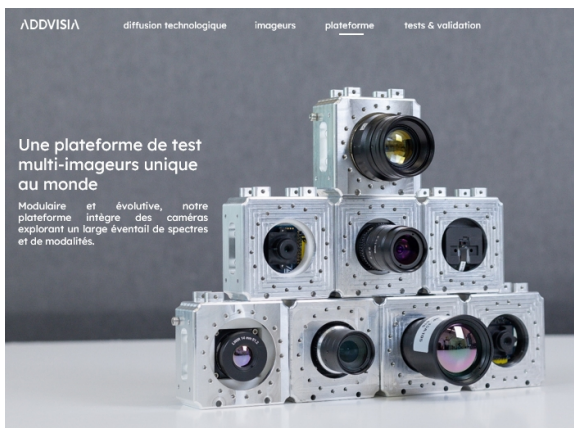 ADDVISIA
diffusion technologique
imageurs
plateforme
tests & validation
Une plateforme de test
multi-imageurs unique
au monde
Modulaire et évolutive, notre
plateforme intègre des caméras
explorant un large éventail de spectres
et de modalités.